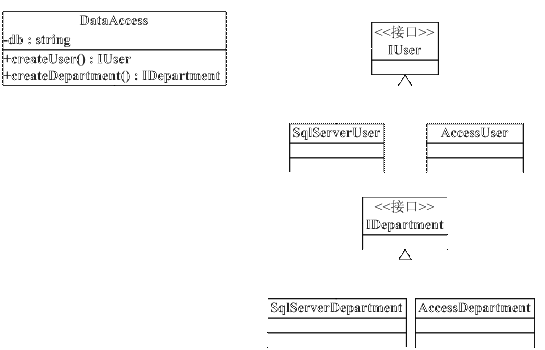 DataAccess
-db : string
+createUser() : IUser
+createDepartment() : IDepartment
<<接口>>
IUser
SqlServerUser
AccessUser
<<接口>>
IDepartment
SqlServerDepartment
AccessDepartment